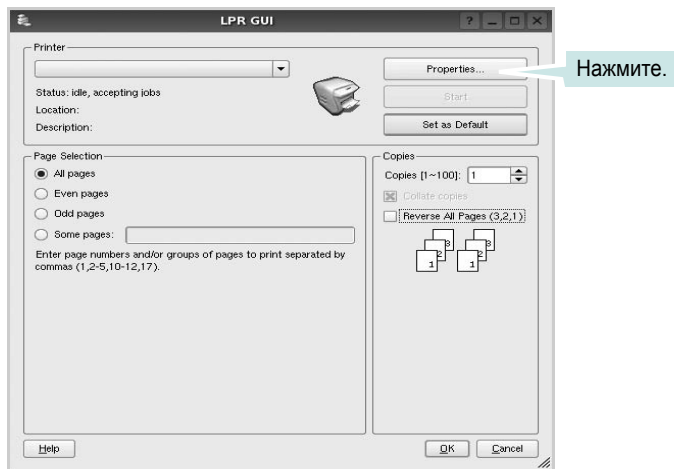 LPR GUI
Printer
Properties...
Нажмите.
Status: idle, accepting jobs
Start
Location:
Description:
Set as Default
Page Selection
Copies
All pages
Copies [1~100]: 1
Even pages
Collate copies
Odd pages
Reverse All Pages (3,2,1)
Some pages:
Enter page numbers and/or groups of pages to print separated by
commas (1,2-5,10-12,17).
3 3
2 2
1 1
Help
OK
Cancel